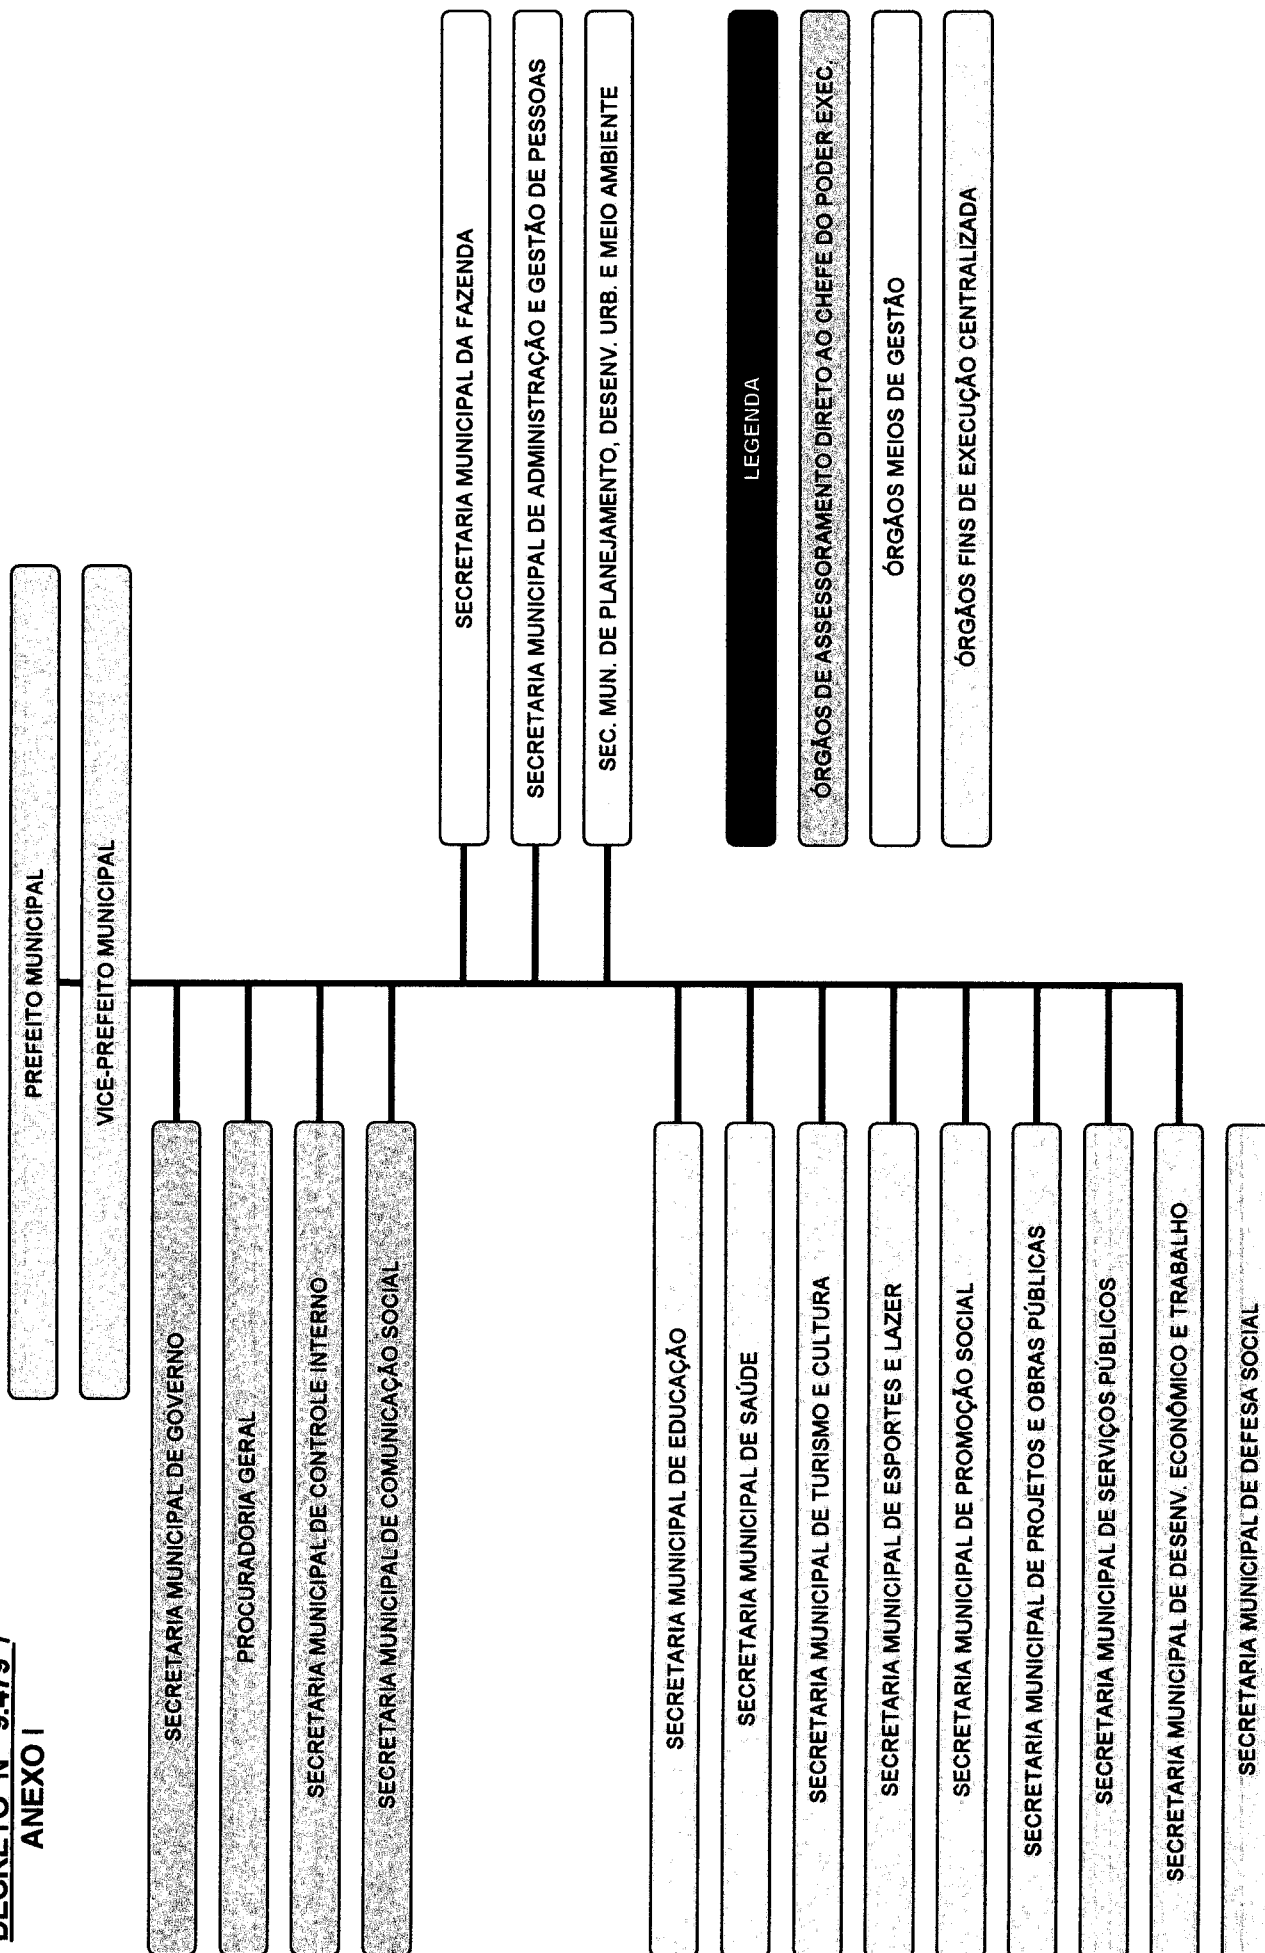 DECRETO Nº 9.479 /
ANEXO I
PREFEITO MUNICIPAL
VICE-PREFEITO MUNICIPAL
SECRETARIA MUNICIPAL DE GOVERNO
PROCURADORIA GERAL
SECRETARIA MUNICIPAL DE CONTROLE INTERNO
SECRETARIA MUNICIPAL DE COMUNICAÇÃO SOCIAL
SECRETARIA MUNICIPAL DA FAZENDA
SECRETARIA MUNICIPAL DE ADMINISTRAÇÃO E GESTÃO DE PESSOAS
SEC. MUN. DE PLANEJAMENTO, DESENV. URB. E MEIO AMBIENTE
SECRETARIA MUNICIPAL DE EDUCAÇÃO
SECRETARIA MUNICIPAL DE SAÚDE
SECRETARIA MUNICIPAL DE TURISMO E CULTURA
SECRETARIA MUNICIPAL DE ESPORTES E LAZER
SECRETARIA MUNICIPAL DE PROMOÇÃO SOCIAL
SECRETARIA MUNICIPAL DE PROJETOS E OBRAS PÚBLICAS
SECRETARIA MUNICIPAL DE SERVIÇOS PÚBLICOS
SECRETARIA MUNICIPAL DE DESENV. ECONÔMICO E TRABALHO
SECRETARIA MUNICIPAL DE DEFESA SOCIAL
LEGENDA
ÓRGÃOS DE ASSESSORAMENTO DIRETO AO CHEFE DO PODER EXEC.
ÓRGÃOS MEIOS DE GESTÃO
ÓRGÃOS FINS DE EXECUÇÃO CENTRALIZADA